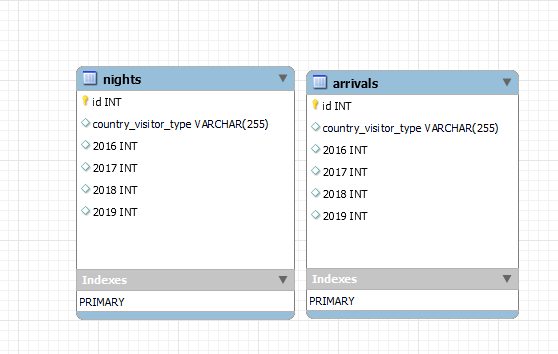 nights
id INT
country_visitor_type VARCHAR(255)
2016 INT
2017 INT
2018 INT
2019 INT
Indexes
PRIMARY
arrivals
id INT
country_visitor_type VARCHAR(255)
2016 INT
2017 INT
2018 INT
2019 INT
Indexes
PRIMARY